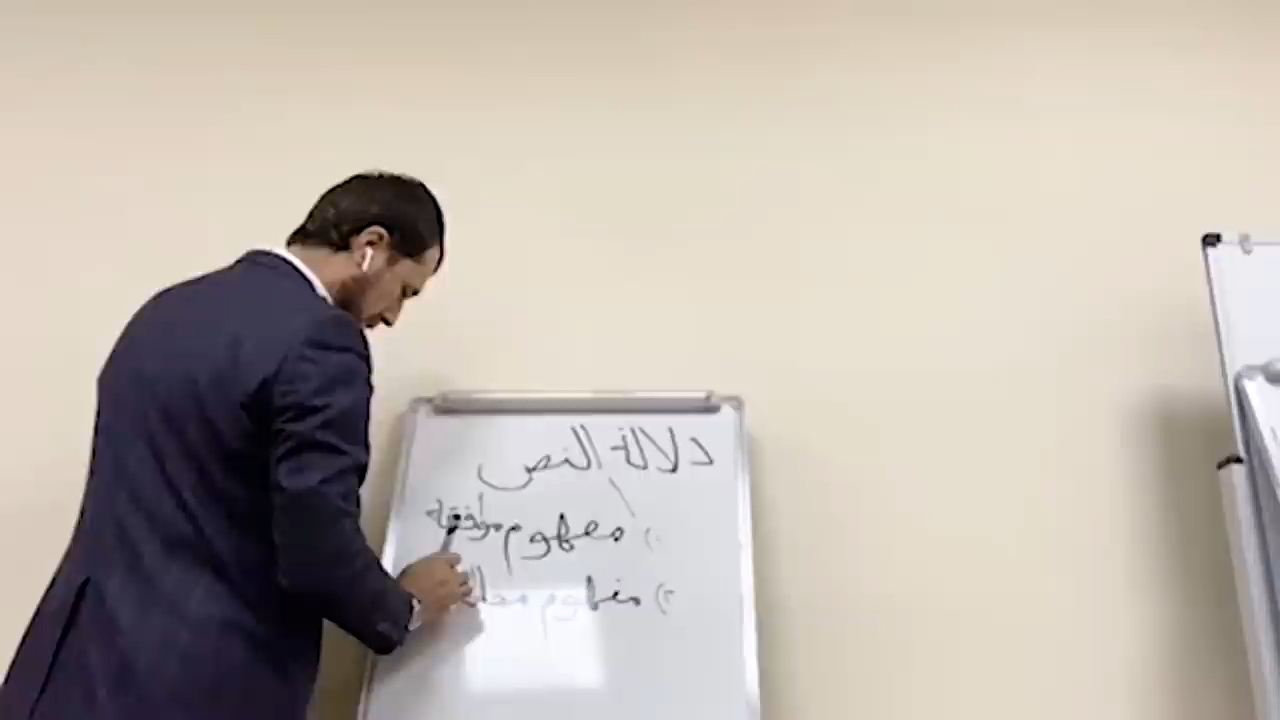 دلالة النص
١) مفهوم موافقة
٢) مفهوم